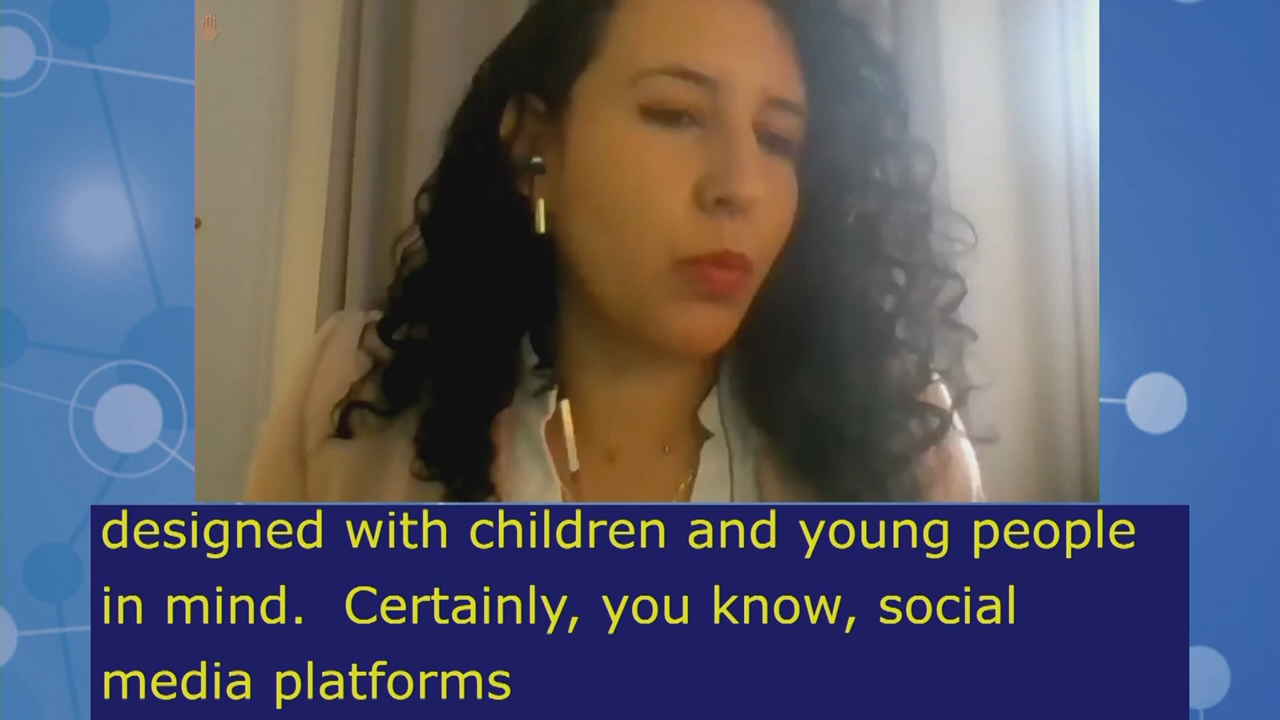 designed with children and young people
in mind.  Certainly, you know, social
media platforms